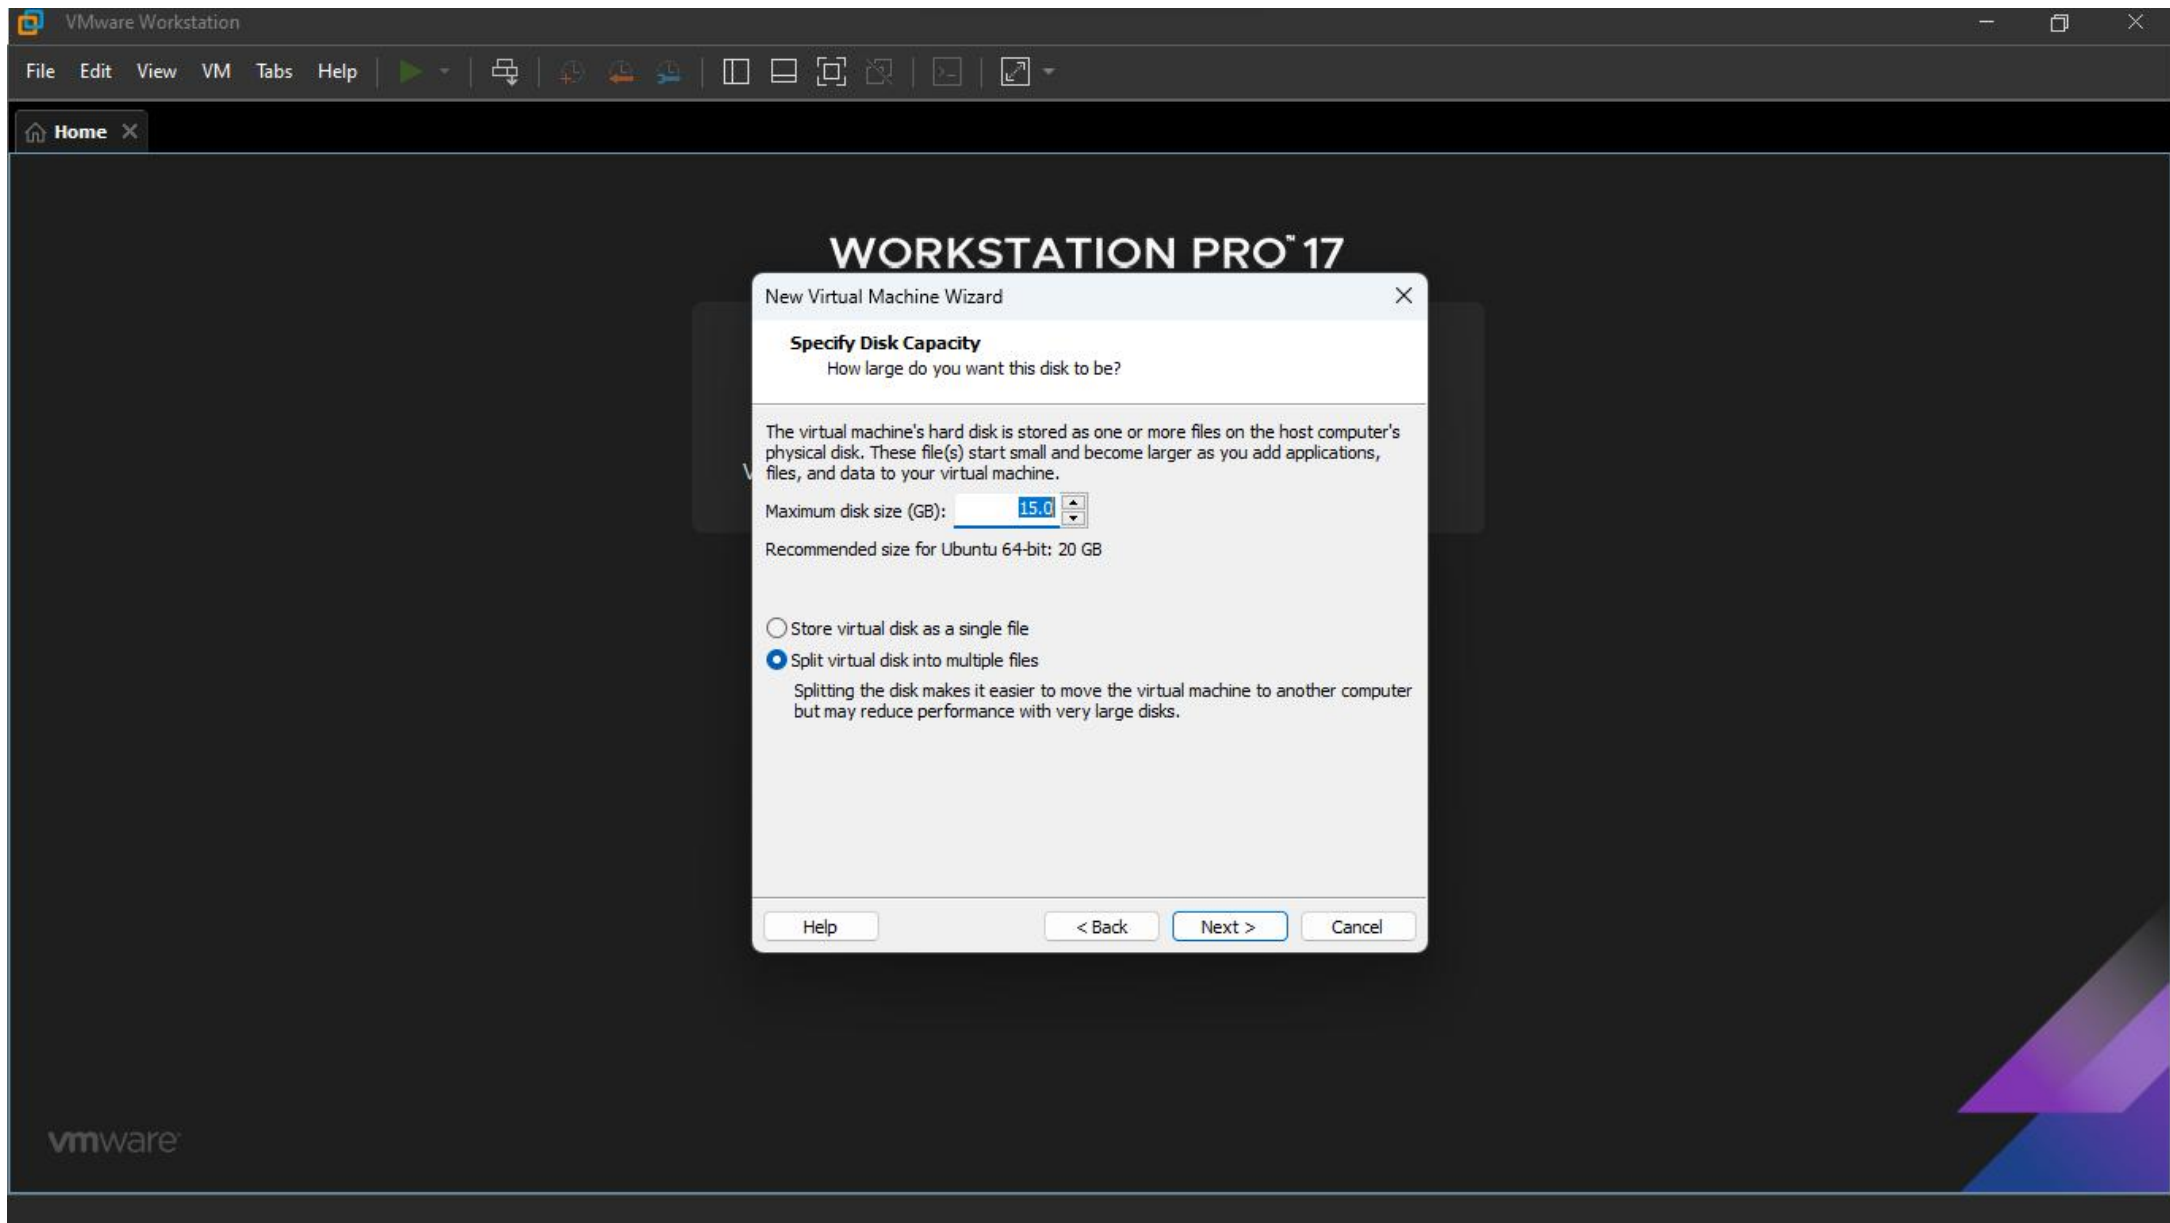 VMware Workstation
File Edit View VM Tabs Help
Home
WORKSTATION PRO™ 17
New Virtual Machine Wizard
Specify Disk Capacity
How large do you want this disk to be?
The virtual machine's hard disk is stored as one or more files on the host computer's
physical disk. These file(s) start small and become larger as you add applications,
files, and data to your virtual machine.
Maximum disk size (GB): 15.0
Recommended size for Ubuntu 64-bit: 20 GB
Store virtual disk as a single file
Split virtual disk into multiple files
Splitting the disk makes it easier to move the virtual machine to another computer
but may reduce performance with very large disks.
Help < Back Next > Cancel
vmware